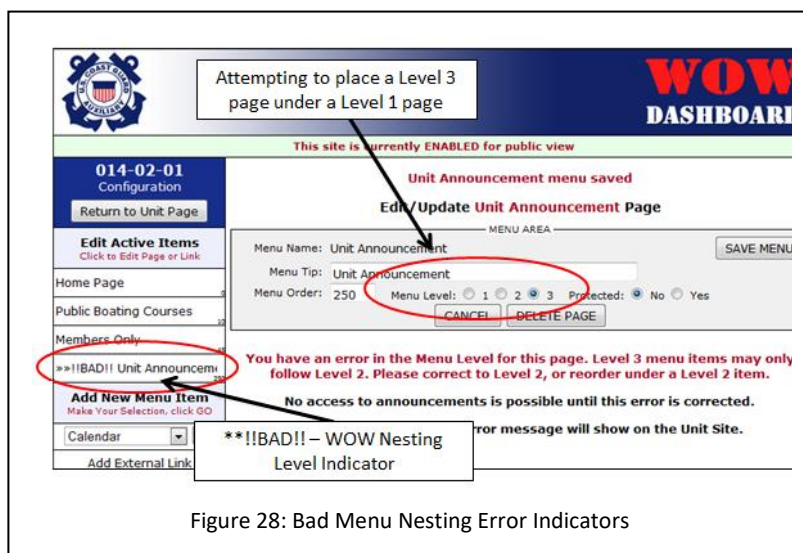 U.S. COAST GUARD
AUXILIARY
Attempting to place a Level 3
page under a Level 1 page
WOW
DASHBOARD
This site is currently ENABLED for public view
014-02-01
Configuration
Return to Unit Page
Edit Active Items
Click to Edit Page or Link
Home Page
Public Boating Courses
10
Members Only
»»!!BAD!! Unit Announceme
250
Add New Menu Item
Make Your Selection, click GO
Calendar
Add External Link
Unit Announcement menu saved
Edit/Update Unit Announcement Page
MENU AREA
Menu Name: Unit Announcement
SAVE MENU
Menu Tip: Unit Announcement
Menu Order: 250 Menu Level: 1 2 3 Protected: No Yes
CANCEL DELETE PAGE
You have an error in the Menu Level for this page. Level 3 menu items may only
follow Level 2. Please correct to Level 2, or reorder under a Level 2 item.
No access to announcements is possible until this error is corrected.
error message will show on the Unit Site.
**!!BAD!! – WOW Nesting
Level Indicator
Figure 28: Bad Menu Nesting Error Indicators